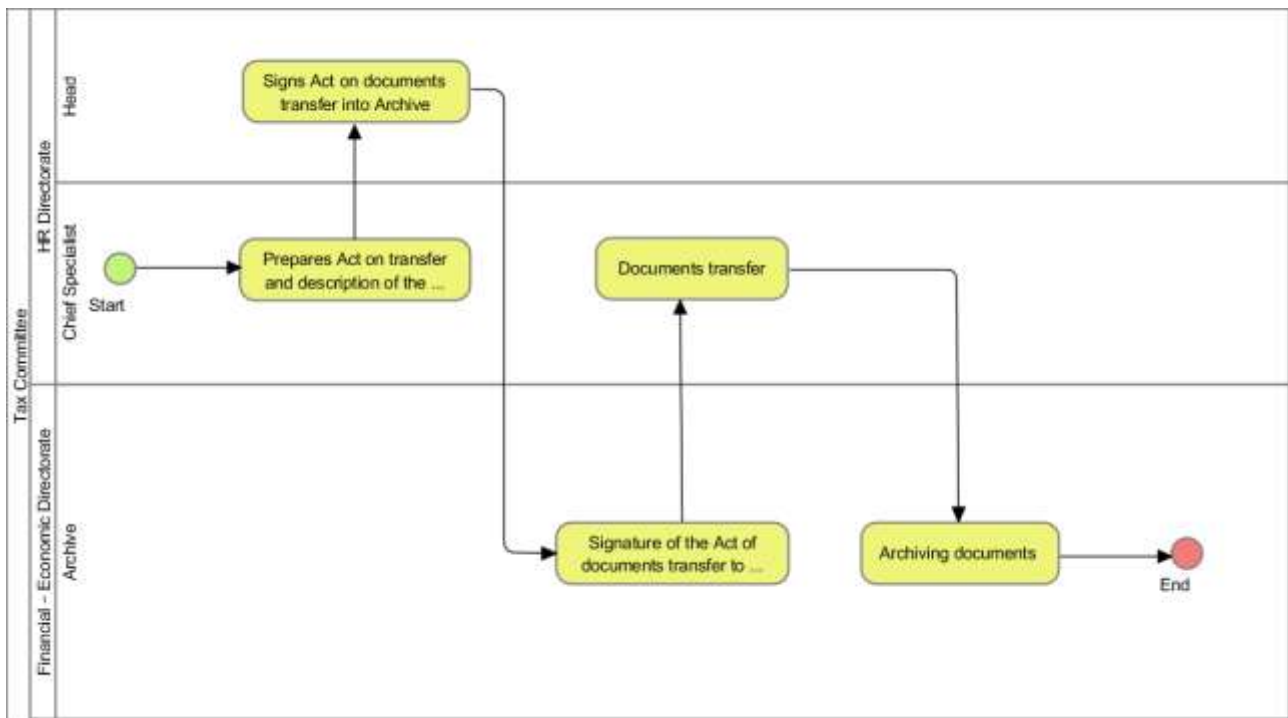 Tax Committee
HR Directorate
Head
Signs Act on documents
transfer into Archive
Chief Specialist
Start
Prepares Act on transfer
and description of the ...
Documents transfer
Financial - Economic Directorate
Archive
Signature of the Act of
documents transfer to ...
Archiving documents
End